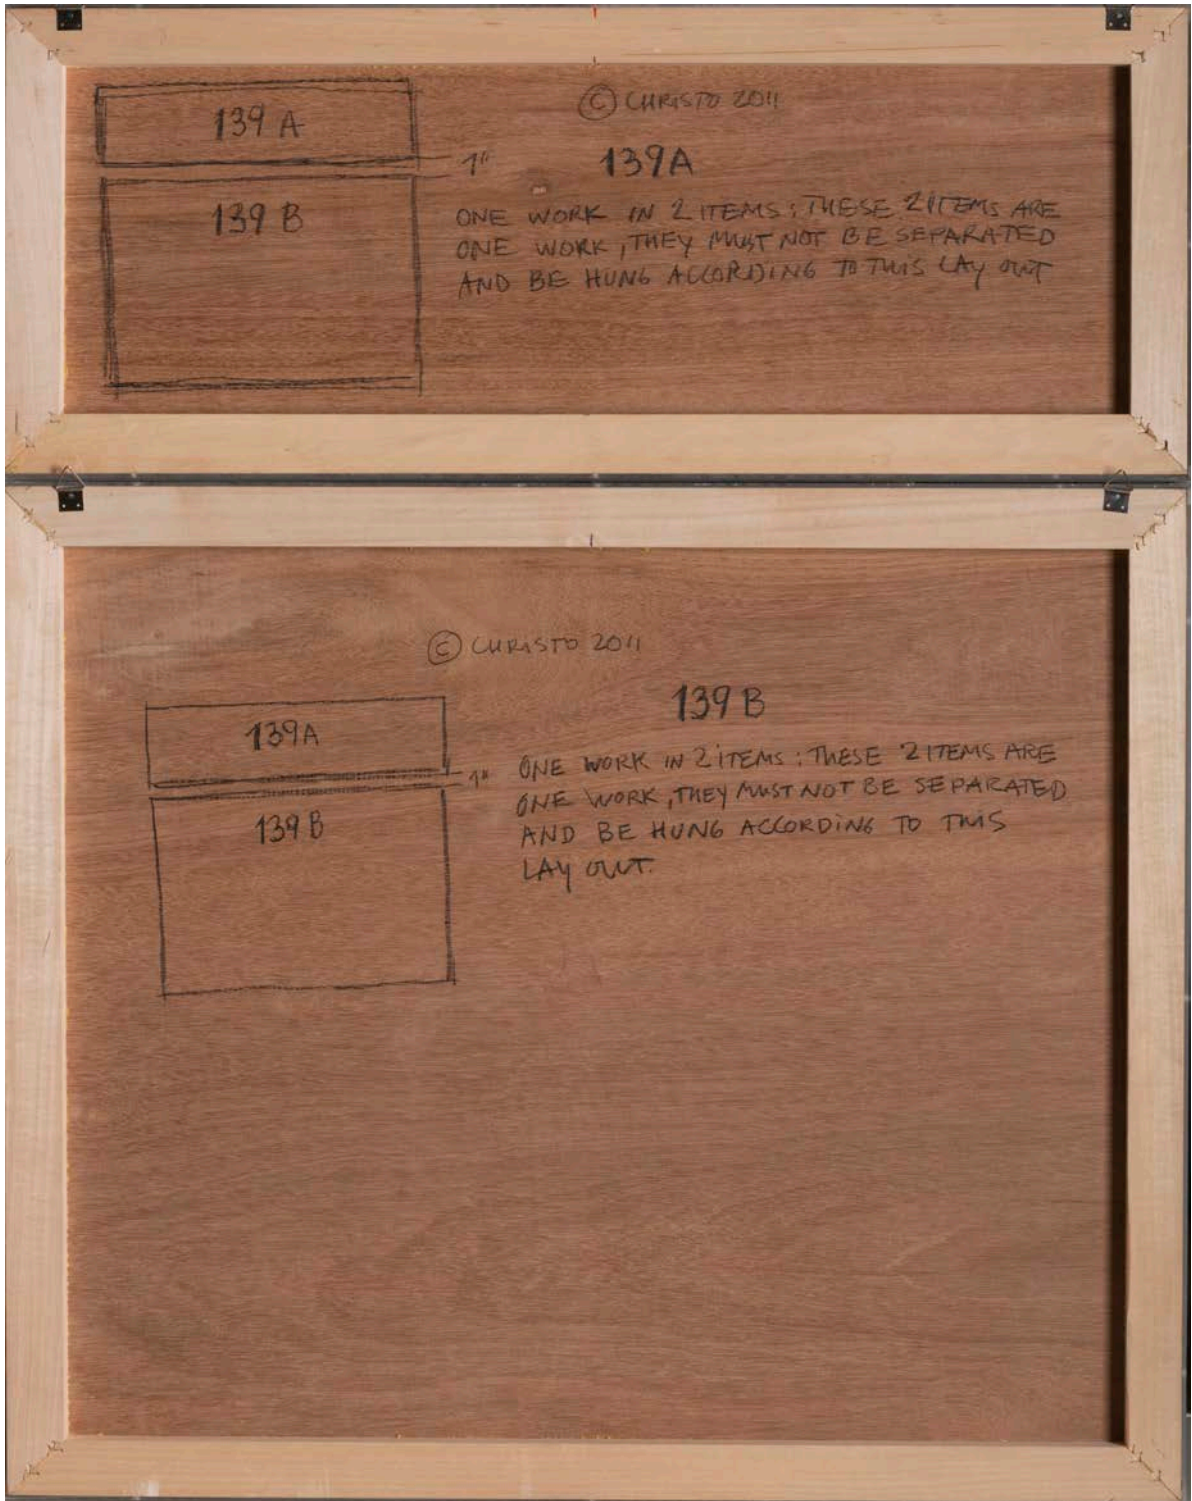 © CHRISTO 2011
139 A
1"
139A
139 B
ONE WORK IN 2 ITEMS : THESE 2 ITEMS ARE
ONE WORK, THEY MUST NOT BE SEPARATED
AND BE HUNG ACCORDING TO THIS LAY OUT
© CHRISTO 2011
139 B
139A
1"
139 B
ONE WORK IN 2 ITEMS : THESE 2 ITEMS ARE
ONE WORK, THEY MUST NOT BE SEPARATED
AND BE HUNG ACCORDING TO THIS
LAY OUT.